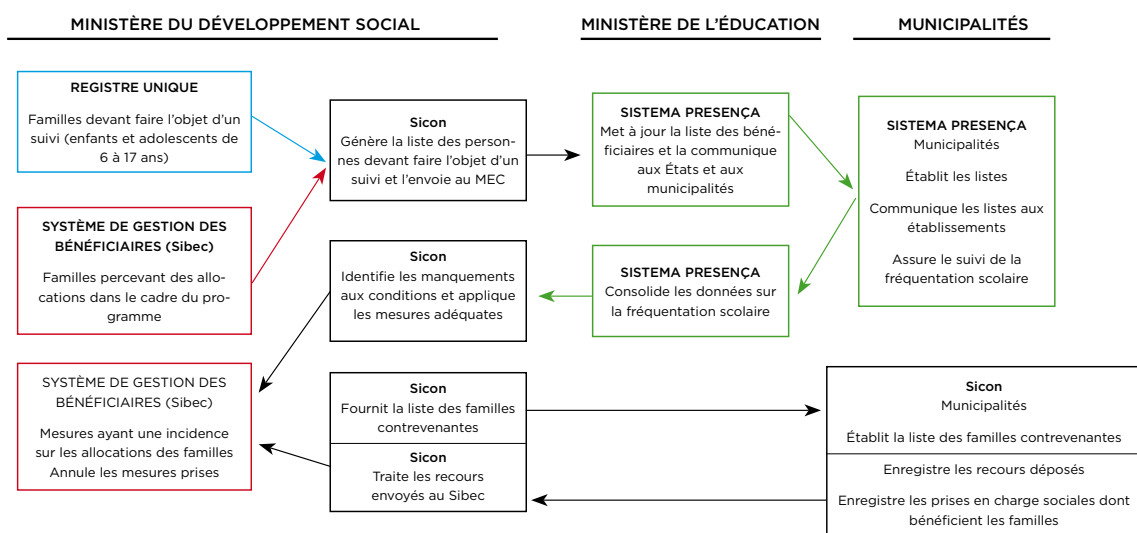 MINISTÈRE DU DÉVELOPPEMENT SOCIAL
MINISTÈRE DE L'ÉDUCATION
MUNICIPALITÉS
REGISTRE UNIQUE
Familles devant faire l'objet d'un
suivi (enfants et adolescents de
6 à 17 ans)
SYSTÈME DE GESTION DES
BÉNÉFICIAIRES (Sibec)
Familles percevant des allo-
cations dans le cadre du pro-
gramme
SYSTÈME DE GESTION DES
BÉNÉFICIAIRES (Sibec)
Mesures ayant une incidence
sur les allocations des familles
Annule les mesures prises
Sicon
Génère la liste des person-
nes devant faire l'objet d'un
suivi et l'envoie au MEC
Sicon
Identifie les manquements
aux conditions et applique
les mesures adéquates
Sicon
Fournit la liste des familles
contrevenantes
Sicon
Traite les recours
envoyés au Sibec
SISTEMA PRESENÇA
Met à jour la liste des béné-
ficiaires et la communique
aux États et aux
municipalités
SISTEMA PRESENÇA
Consolide les données sur
la fréquentation scolaire
SISTEMA PRESENÇA
Municipalités
Établit les listes
Communique les listes aux
établissements
Assure le suivi de la
fréquentation scolaire
Sicon
Municipalités
Établit la liste des familles contrevenantes
Enregistre les recours déposés
Enregistre les prises en charge sociales dont
bénéficient les familles